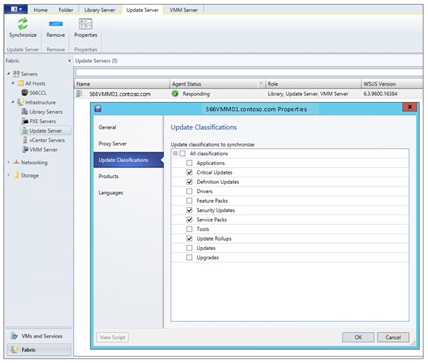 Home Folder Library Server Update Server VMM Server
Synchronize Remove Properties
Update Server Remove Properties
Fabric
Update Servers (1)
Servers
All Hosts
S66CCL
Infrastructure
Library Servers
PXE Servers
Update Server
vCenter Servers
VMM Server
Networking
Storage
VMs and Services
Fabric
Name Agent Status Role WSUS Version
S66VMM01.contoso.com Responding Library, Update Server, VMM Server 6.3.9600.16384
S66VMM01.contoso.com Properties
General
Proxy Server
Update Classifications
Products
Languages
Update Classifications
Update classifications to synchronize:
All classifications
Applications
Critical Updates
Definition Updates
Drivers
Feature Packs
Security Updates
Service Packs
Tools
Update Rollups
Updates
Upgrades
View Script OK Cancel